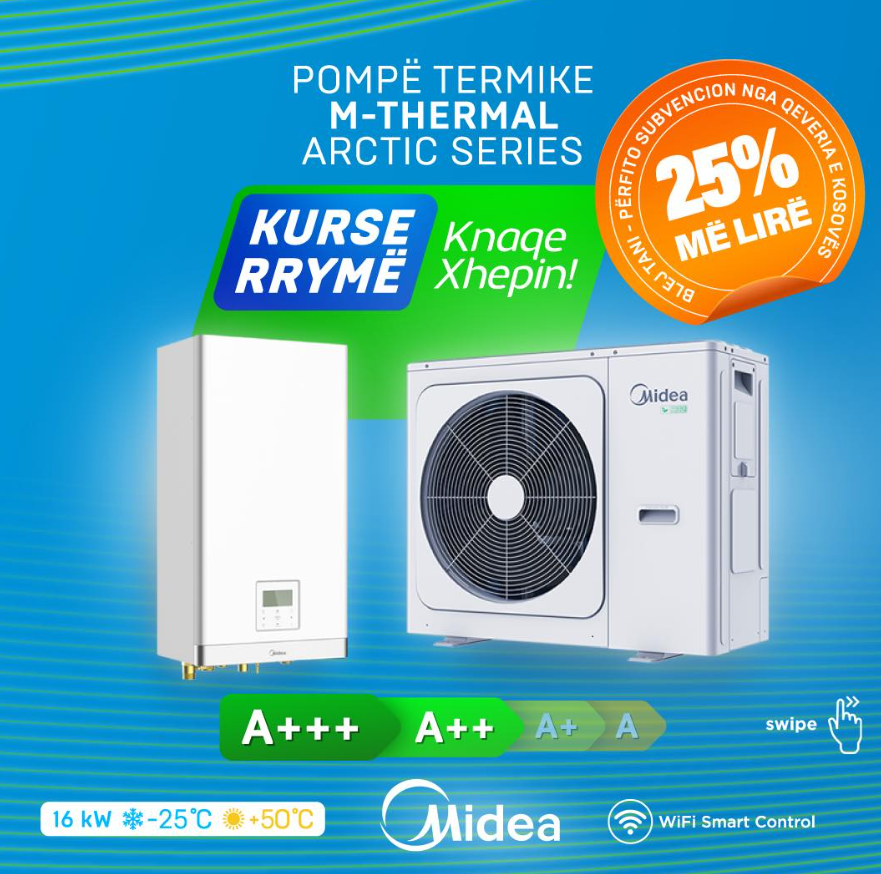 POMPË TERMIKE
M-THERMAL
ARCTIC SERIES
BLEJ TANI - PËRFITO SUBVENCION NGA QEVERIA E KOSOVËS
25%
MË LIRË
KURSE
RRYMË
Knaqe
Xhepin!
Midea
Midea
A+++ A++ A+ A
swipe
16 kW -25°C +50°C
Midea
WiFi Smart Control